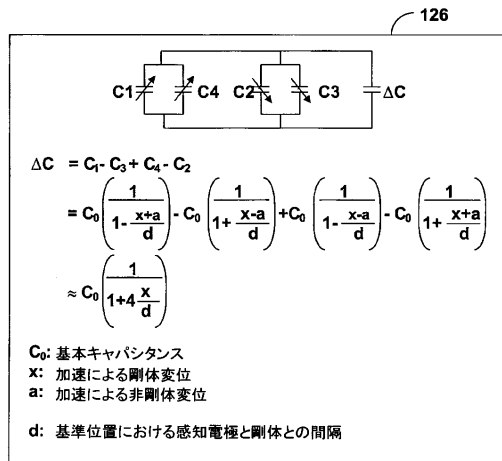 126
C1 C4 C2 C3 ΔC
ΔC = C₁- C₃+ C₄- C₂
= C₀(1/(1-(x+a)/d)) - C₀(1/(1+(x-a)/d)) +C₀(1/(1-(x-a)/d)) - C₀(1/(1+(x+a)/d))
≈ C₀(1/(1+4x/d))
C₀: 基本キャパシタンス
x: 加速による剛体変位
a: 加速による非剛体変位
d: 基準位置における感知電極と剛体との間隔